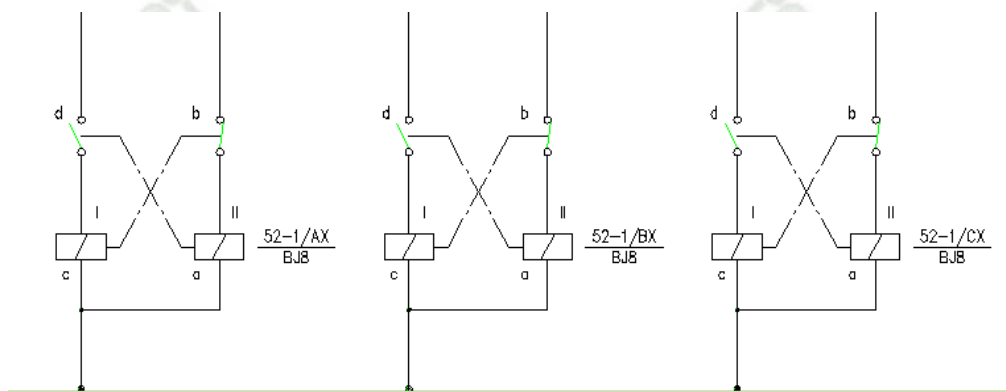 d b d b d b
I II I II I II
52-1/AX 52-1/BX 52-1/CX
BJ8 BJ8 BJ8
c a c a c a